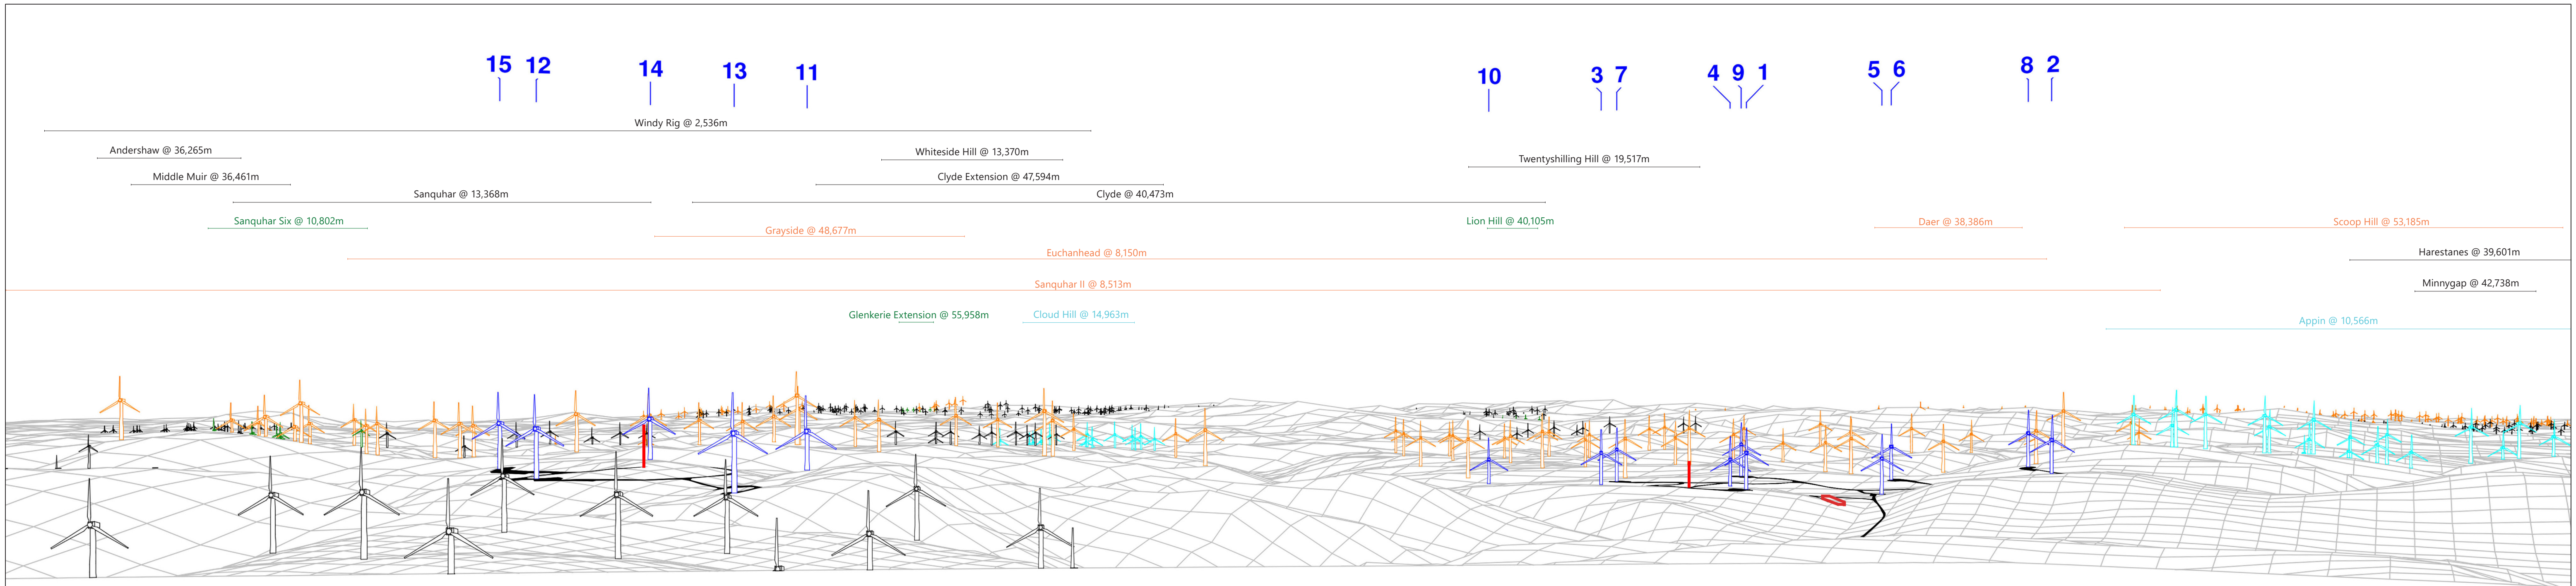 15 12 14 13 11 10 3 7 4 9 1 5 6 8 2
Windy Rig @ 2,536m
Andershaw @ 36,265m
Whiteside Hill @ 13,370m
Twentyshilling Hill @ 19,517m
Middle Muir @ 36,461m
Clyde Extension @ 47,594m
Sanquhar @ 13,368m
Clyde @ 40,473m
Sanquhar Six @ 10,802m
Lion Hill @ 40,105m
Daer @ 38,386m
Scoop Hill @ 53,185m
Grayside @ 48,677m
Euchanhead @ 8,150m
Harestanes @ 39,601m
Sanquhar II @ 8,513m
Minnygap @ 42,738m
Glenkerie Extension @ 55,958m
Cloud Hill @ 14,963m
Appin @ 10,566m